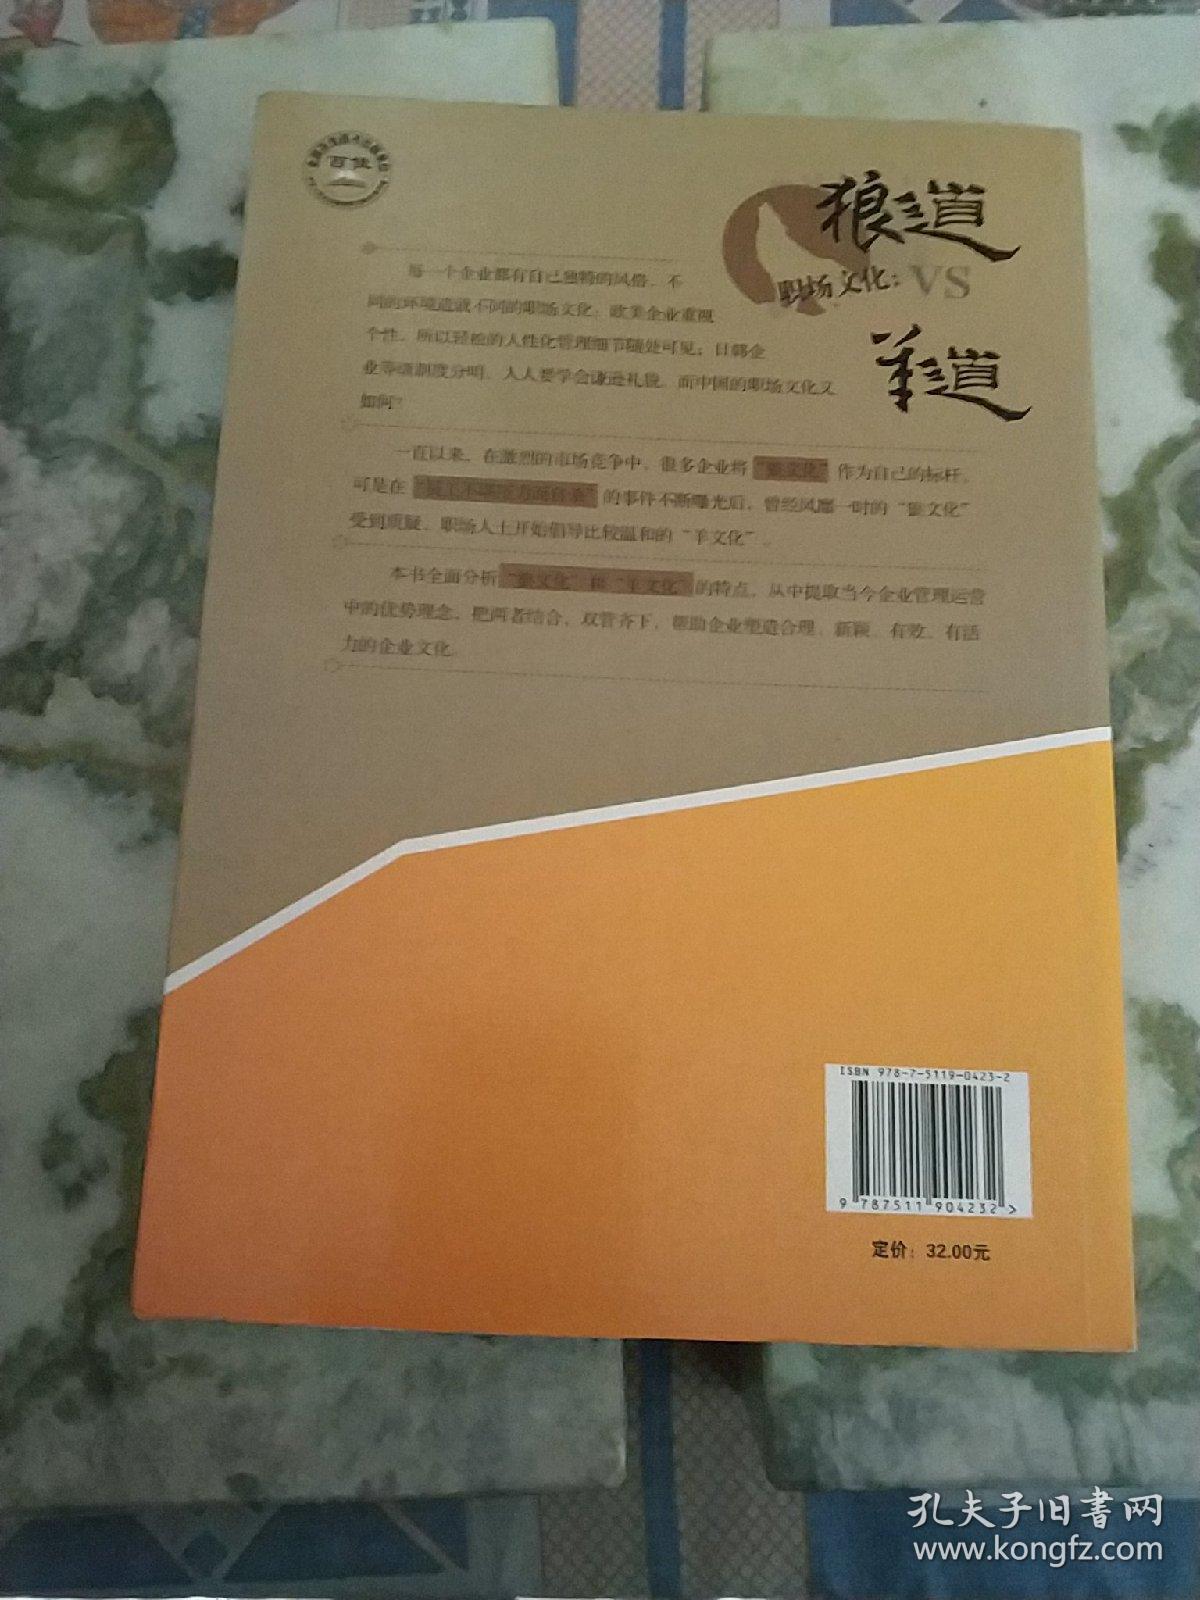 百佳
狼道
职场文化：VS
羊道
每一个企业都有自己独特的风俗，不
同的环境造就不同的职场文化：欧美企业重视
个性，所以轻松的人性化管理细节随处可见；日韩企
业等级制度分明，人人要学会谦逊礼貌。而中国的职场文化又
如何？
一直以来，在激烈的市场竞争中，很多企业将“狼文化”作为自己的标杆。
可是在 的事件不断曝光后，曾经风靡一时的“狼文化”
受到质疑，职场人士开始倡导比较温和的“羊文化”。
本书全面分析“狼文化”和“羊文化”的特点，从中提取当今企业管理运营
中的优势理念，把两者结合，双管齐下，帮助企业塑造合理、新颖、有效、有活
力的企业文化。
ISBN 978-7-5119-0423-2
9 787511 904232 >
定价：32.00元
孔夫子旧书网
www.kongfz.com